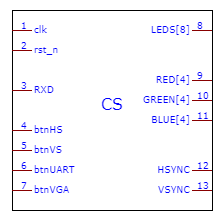 1 clk
2 rst_n
3 RXD
4 btnHS
5 btnVS
6 btnUART
7 btnVGA
CS
LEDS[8] 8
RED[4] 9
GREEN[4] 10
BLUE[4] 11
HSYNC 12
VSYNC 13